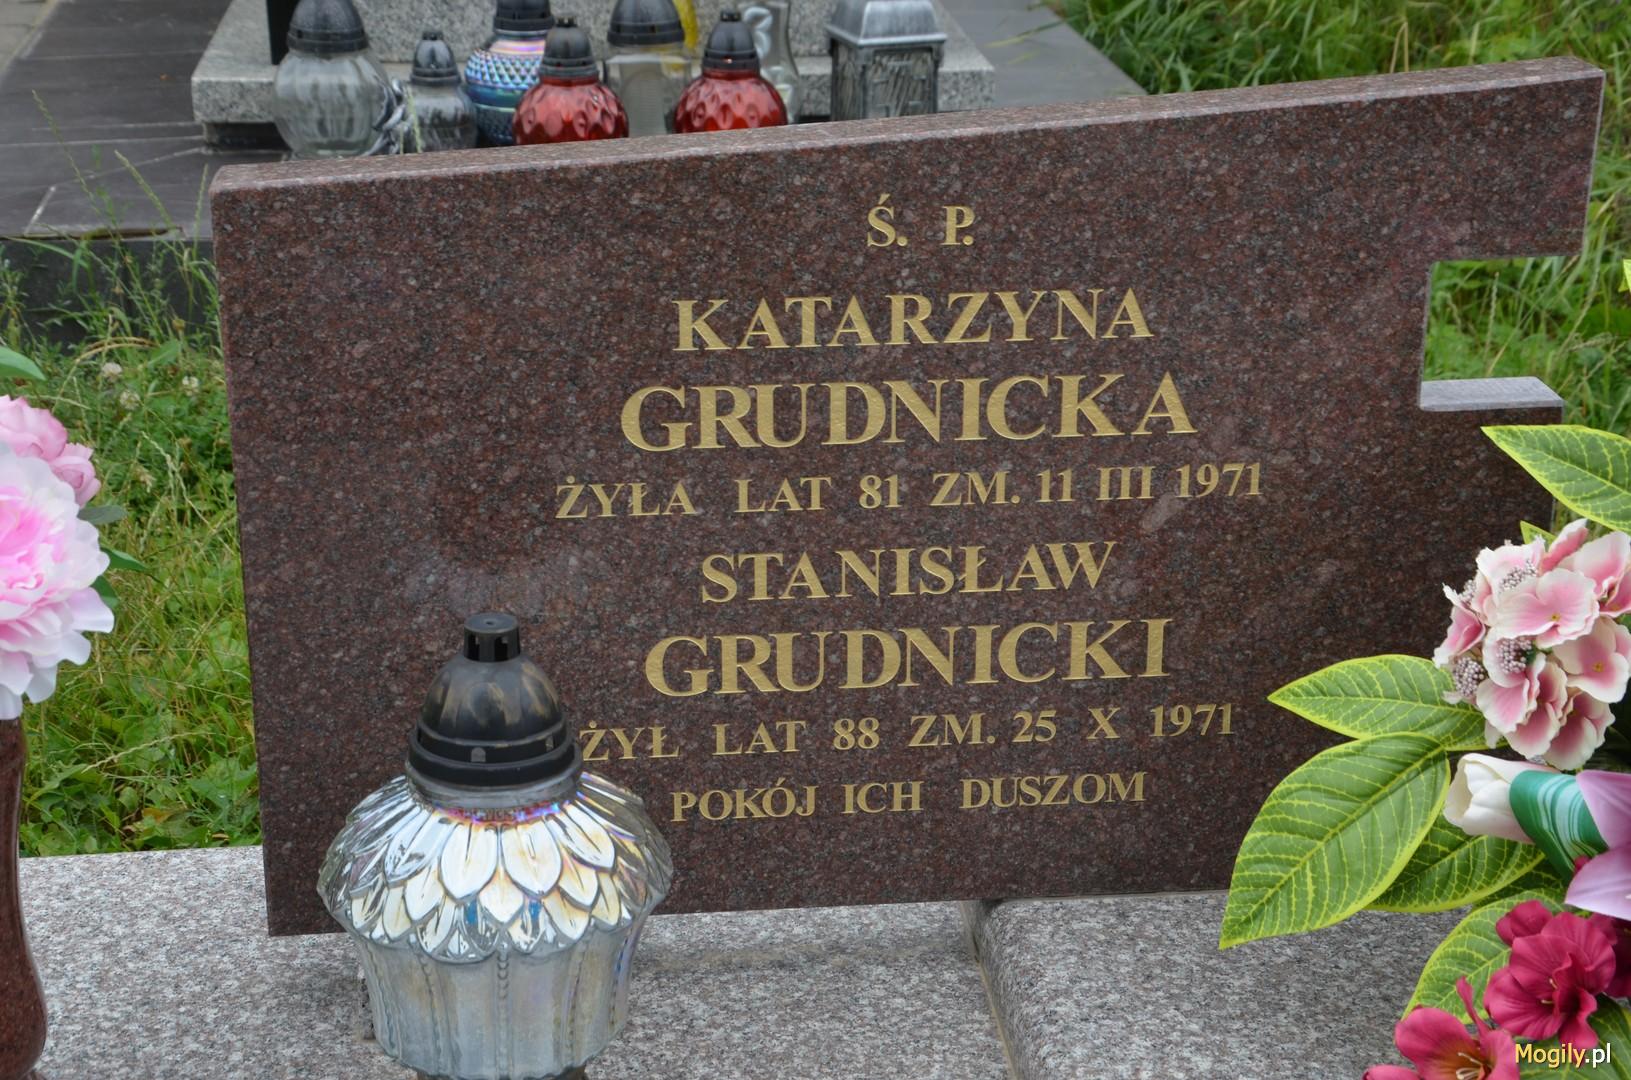 Ś. P.
KATARZYNA
GRUDNICKA
ŻYŁA LAT 81 ZM. 11 III 1971
STANISŁAW
GRUDNICKI
ŻYŁ LAT 88 ZM. 25 X 1971
POKÓJ ICH DUSZOM
Mogily.pl